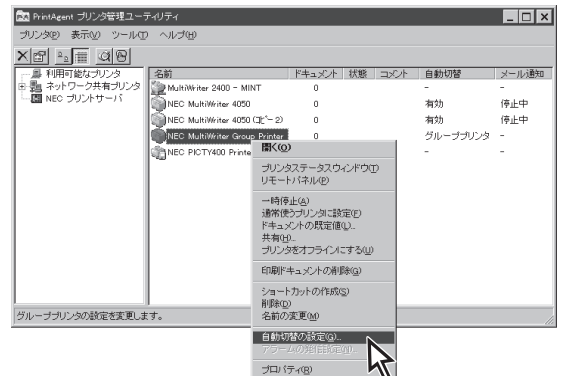 PrintAgent プリンタ管理ユーティリティ
プリンタ(P) 表示(V) ツール(T) ヘルプ(H)
利用可能なプリンタ
ネットワーク共有プリンタ
NEC プリントサーバ
名前 ドキュメント 状態 コメント 自動切替 メール通知
MultiWriter 2400 - MINT 0 - -
NEC MultiWriter 4050 0 有効 停止中
NEC MultiWriter 4050 (コピー 2) 0 有効 停止中
NEC MultiWriter Group Printer 0 グループプリンタ -
NEC PICTY400 Printe - -
開く(O)
プリンタステータスウィンドウ(T)
リモートパネル(P)
一時停止(A)
通常使うプリンタに設定(F)
ドキュメントの既定値(L)...
共有(H)...
プリンタをオフラインにする(U)
印刷ドキュメントの削除(G)
ショートカットの作成(S)
削除(D)
名前の変更(M)
自動切替の設定(G)...
アラームの発信設定(W)...
プロパティ(R)
グループプリンタの設定を変更します。